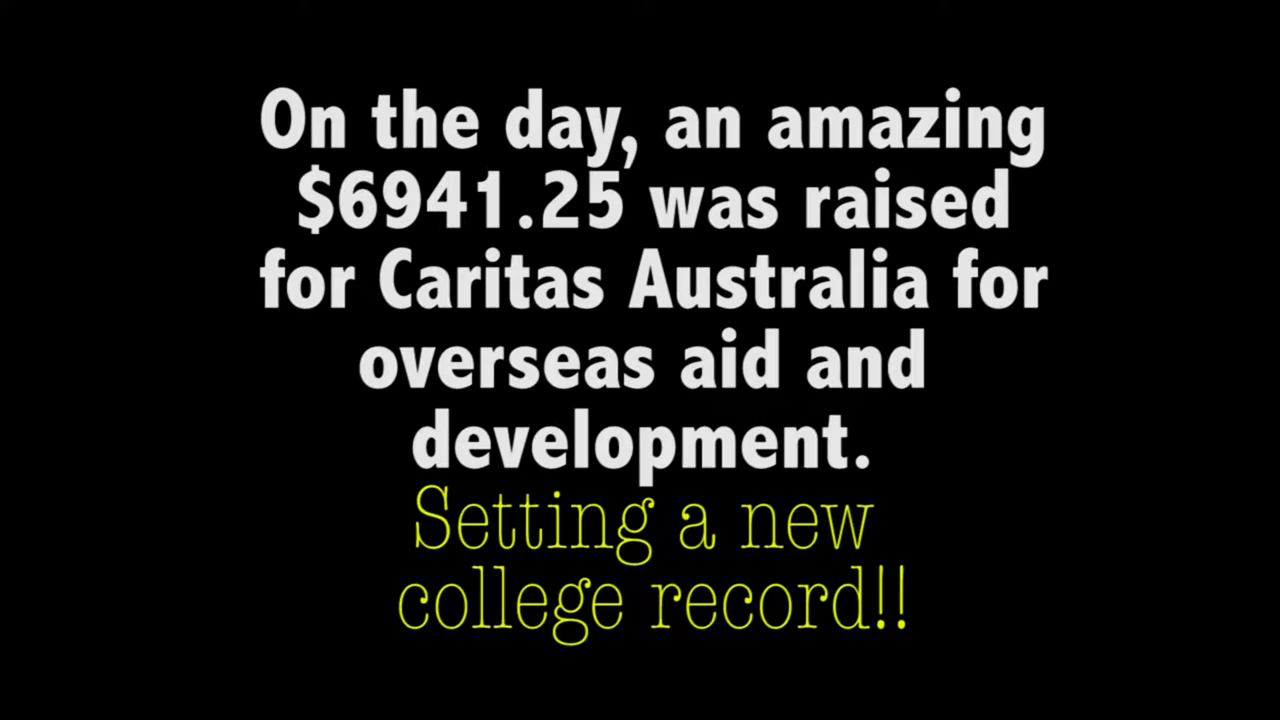 On the day, an amazing
$6941.25 was raised
for Caritas Australia for
overseas aid and
development.
Setting a new
college record!!